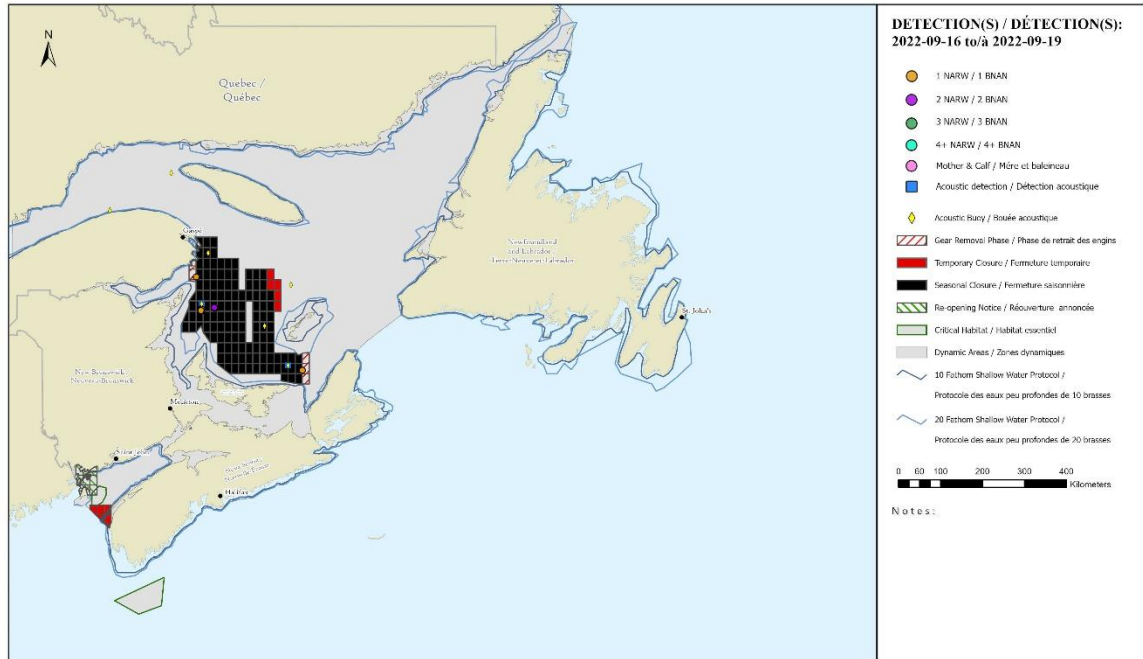 DETECTION(S) / DÉTECTION(S):
2022-09-16 to/à 2022-09-19
N
Quebec /
Québec
Gaspé
Newfoundland
and Labrador
Terre-Neuve-et-Labrador
St. John's
New Brunswick
Nouveau-Brunswick
Moncton
Saint John
Halifax
1 NARW / 1 BNAN
2 NARW / 2 BNAN
3 NARW / 3 BNAN
4+ NARW / 4+ BNAN
Mother & Calf / Mére et baleineau
Acoustic detection / Détection acoustique
Acoustic Buoy / Bouée acoustique
Gear Removal Phase / Phase de retrait des engins
Temporary Closure / Fermeture temporaire
Seasonal Closure / Fermeture saisonnière
Re-opening Notice / Réouverture annoncée
Critical Habitat / Habitat essentiel
Dynamic Areas / Zones dynamiques
10 Fathom Shallow Water Protocol /
Protocole des eaux peu profondes de 10 brasses
20 Fathom Shallow Water Protocol /
Protocole des eaux peu profondes de 20 brasses
0 60 100 200 300 400
Kilometers
Notes: